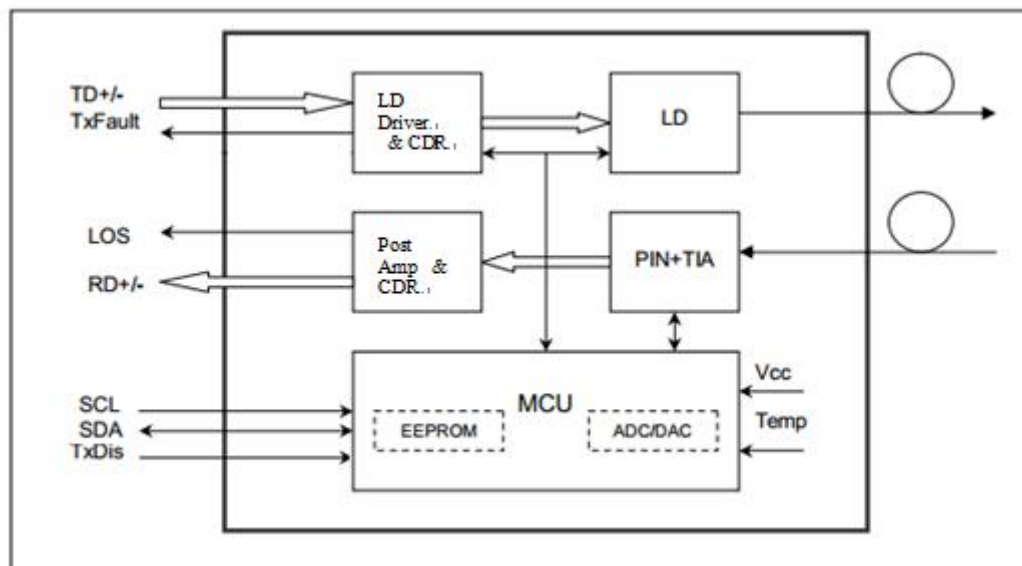 TD+/-
TxFault
LD
Driver.
& CDR.
LD
LOS
RD+/-
Post
Amp &
CDR.
PIN+TIA
SCL
SDA
TxDis
MCU
EEPROM
ADC/DAC
Vcc
Temp